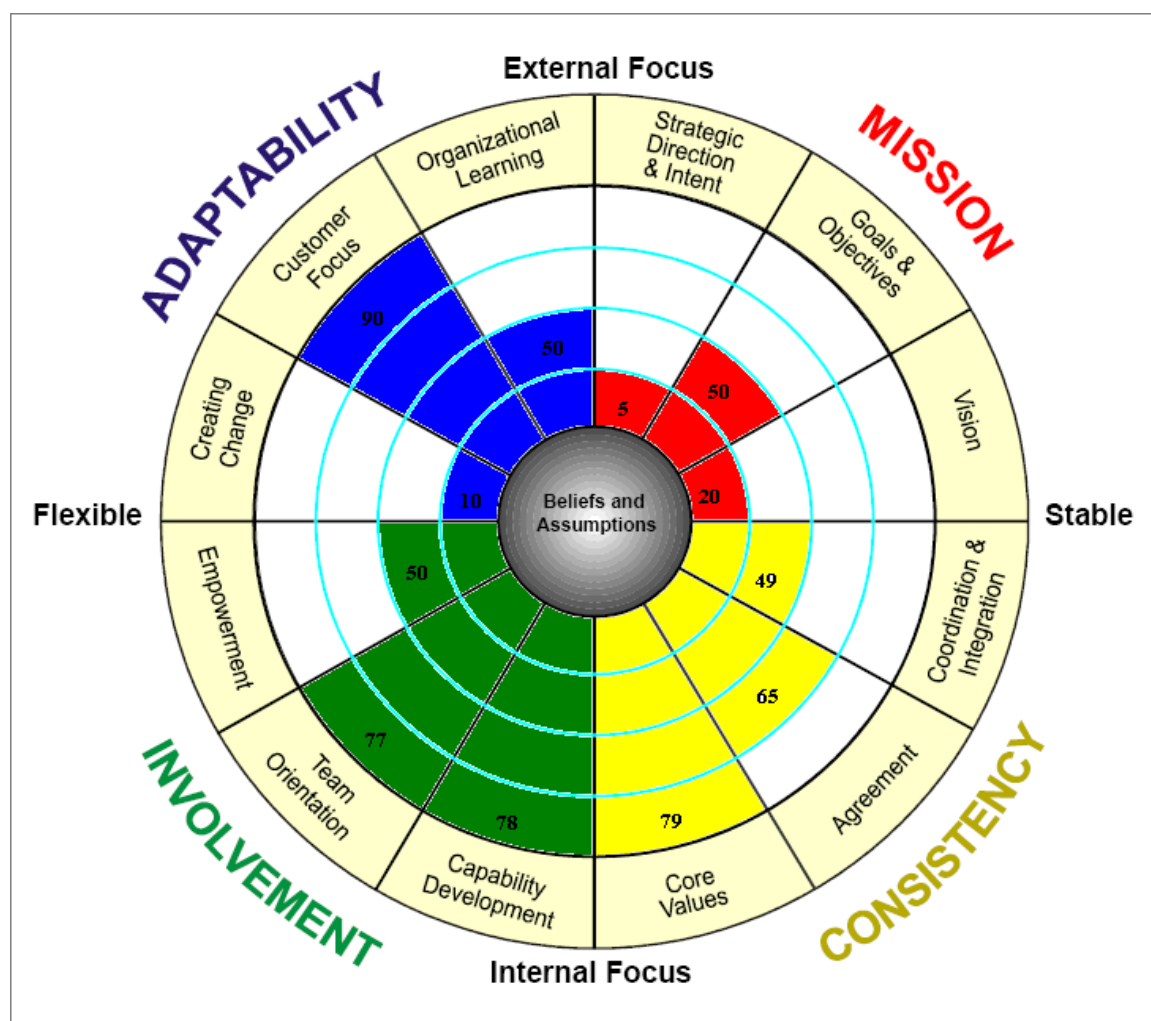 External Focus
ADAPTABILITY
MISSION
Organizational
Learning
Strategic
Direction
& Intent
Customer
Focus
Goals &
Objectives
90
50
5
50
Creating
Change
Vision
10
Beliefs and
Assumptions
20
Flexible
Stable
Empowerment
50
49
Coordination &
Integration
77
65
Team
Orientation
78
79
Agreement
Capability
Development
Core
Values
INVOLVEMENT
CONSISTENCY
Internal Focus